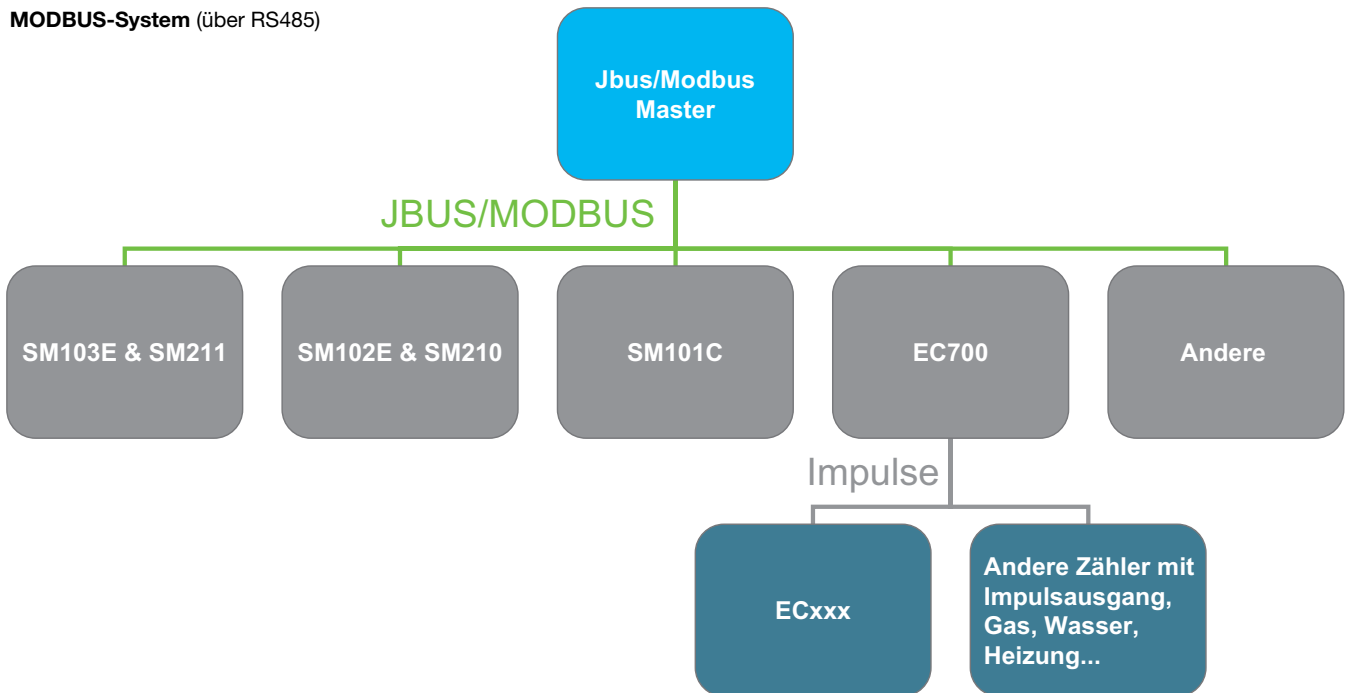 MODBUS-System (über RS485)
Jbus/Modbus
Master
JBUS/MODBUS
SM103E & SM211
SM102E & SM210
SM101C
EC700
Andere
Impulse
ECxxx
Andere Zähler mit
Impulsausgang,
Gas, Wasser,
Heizung...